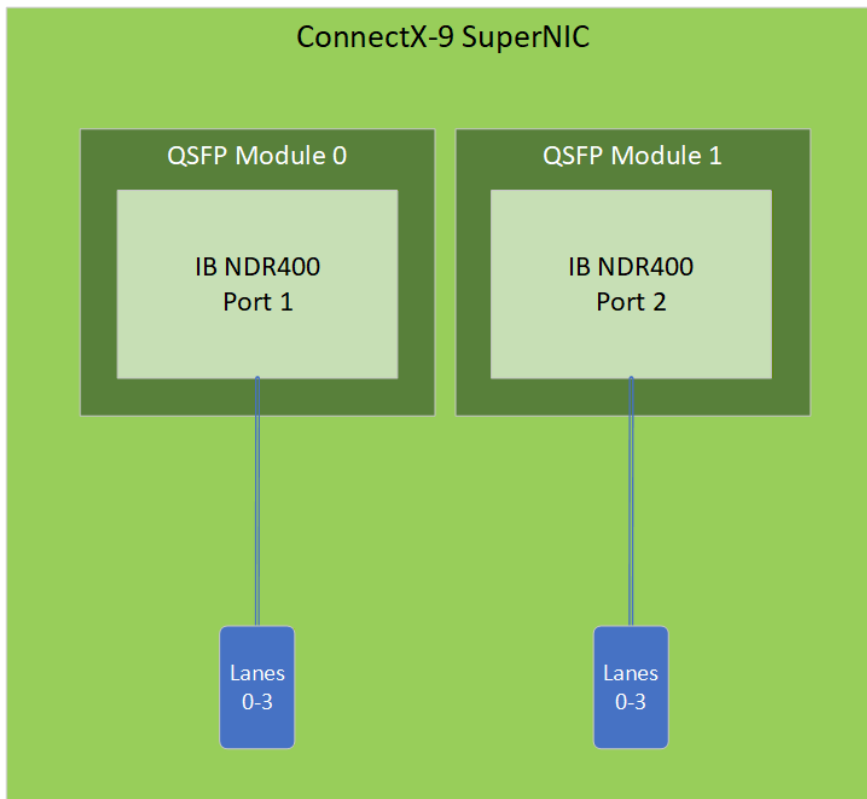 ConnectX-9 SuperNIC
QSFP Module 0
IB NDR400
Port 1
Lanes
0-3
QSFP Module 1
IB NDR400
Port 2
Lanes
0-3